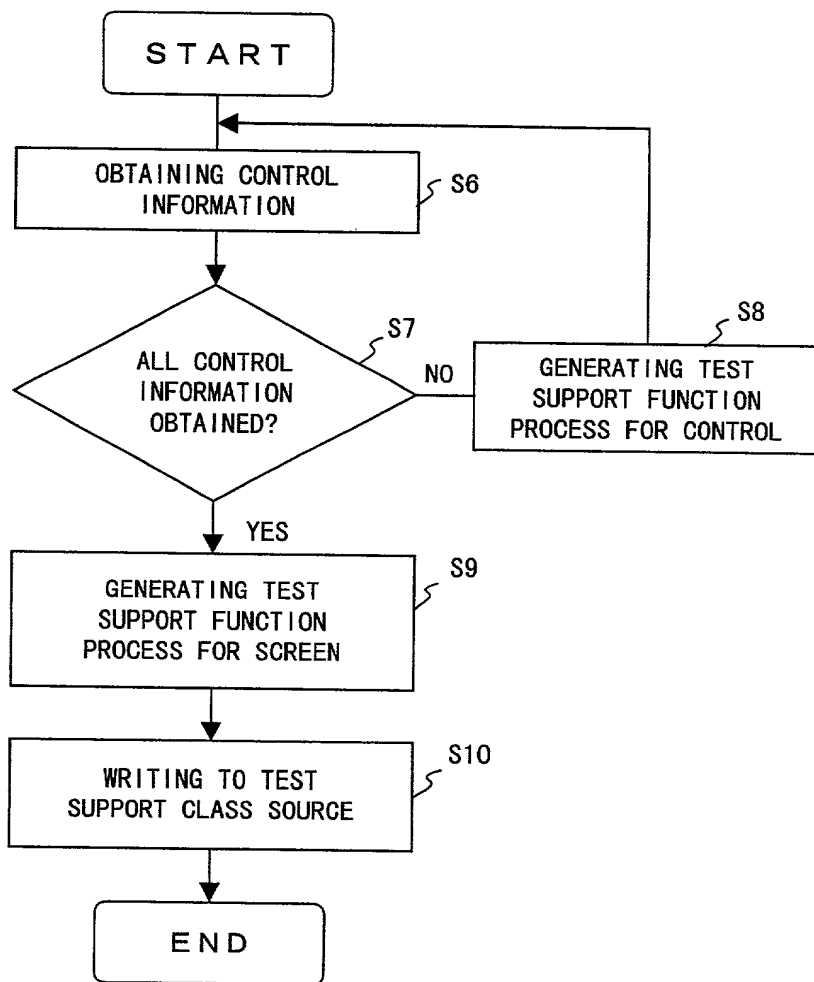 START
OBTAINING CONTROL
INFORMATION
S6
ALL CONTROL
INFORMATION
OBTAINED?
S7
NO
S8
GENERATING TEST
SUPPORT FUNCTION
PROCESS FOR CONTROL
YES
GENERATING TEST
SUPPORT FUNCTION
PROCESS FOR SCREEN
S9
WRITING TO TEST
SUPPORT CLASS SOURCE
S10
END